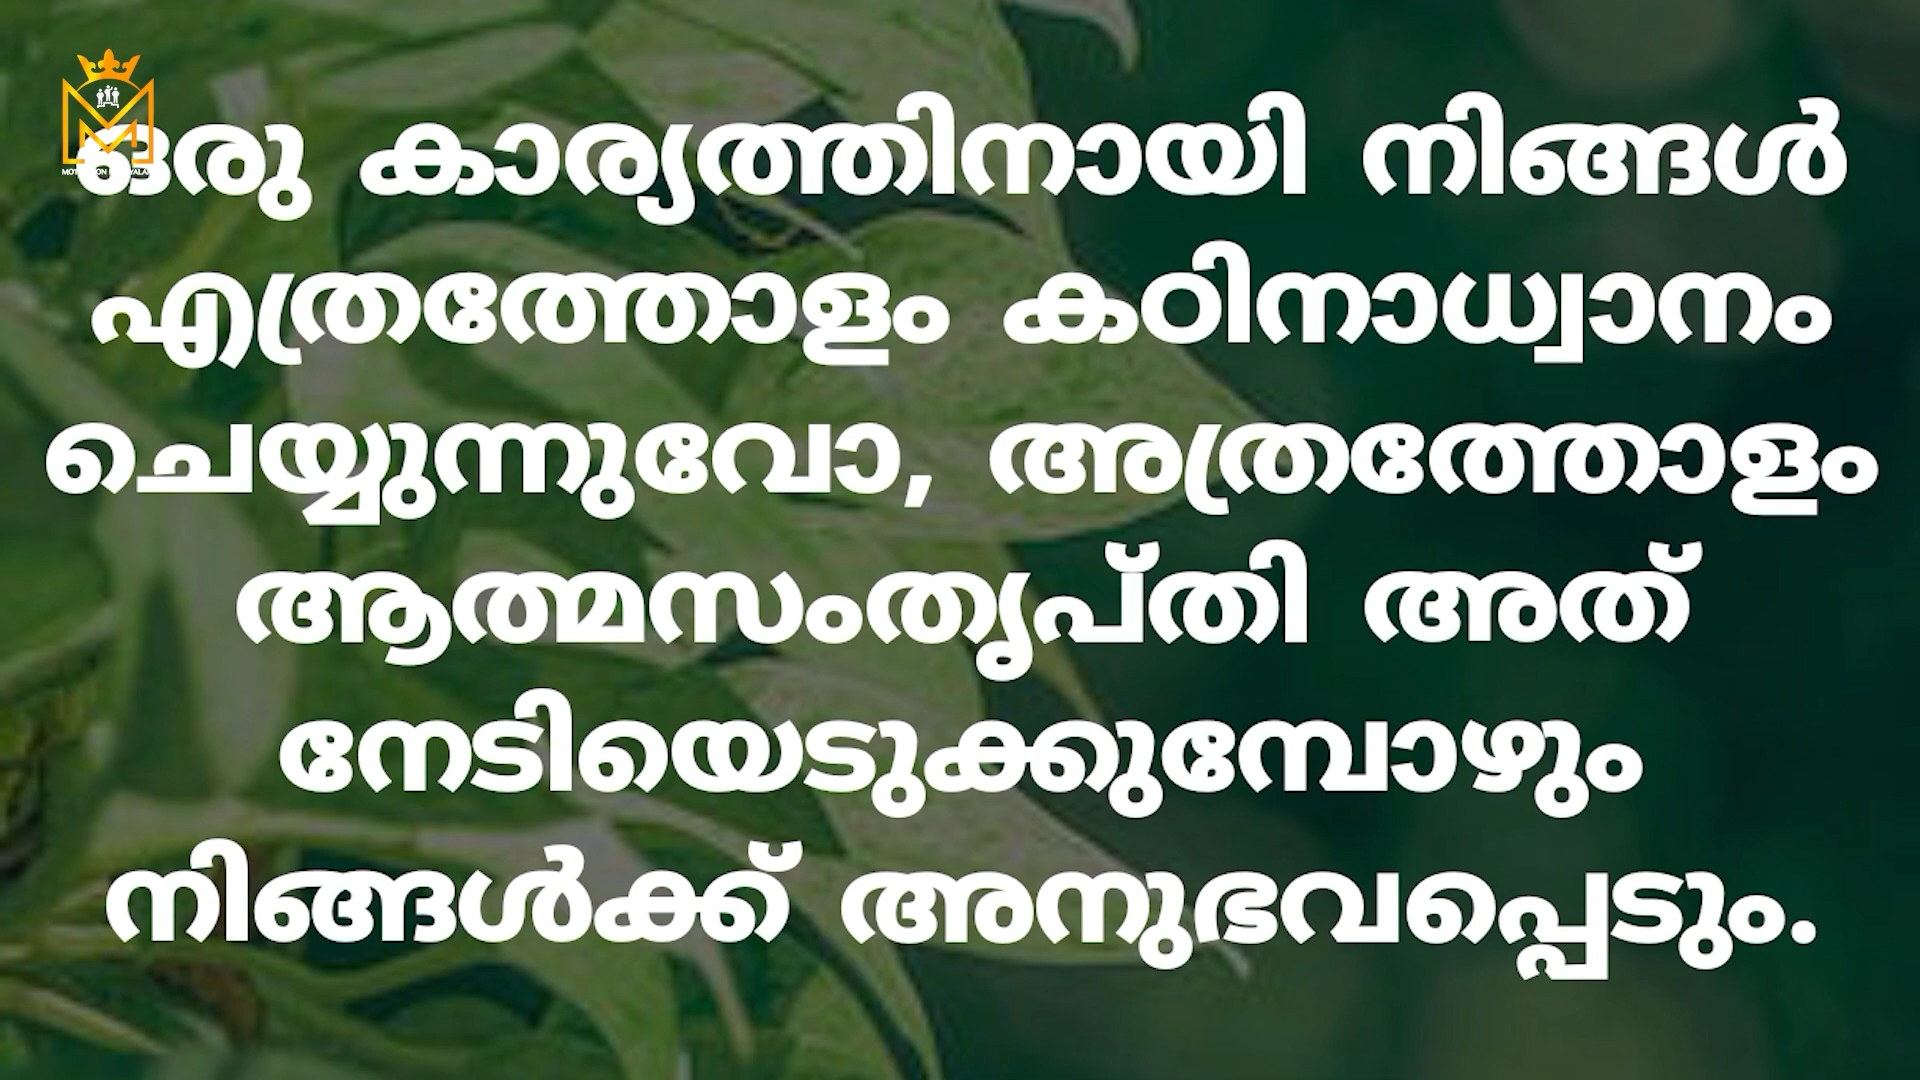 ഒരു കാര്യത്തിനായി നിങ്ങൾ
എത്രത്തോളം കഠിനാധ്വാനം
ചെയ്യുന്നുവോ, അത്രത്തോളം
ആത്മസംതൃപ്തി അത്
നേടിയെടുക്കുമ്പോഴും
നിങ്ങൾക്ക് അനുഭവപ്പെടും.